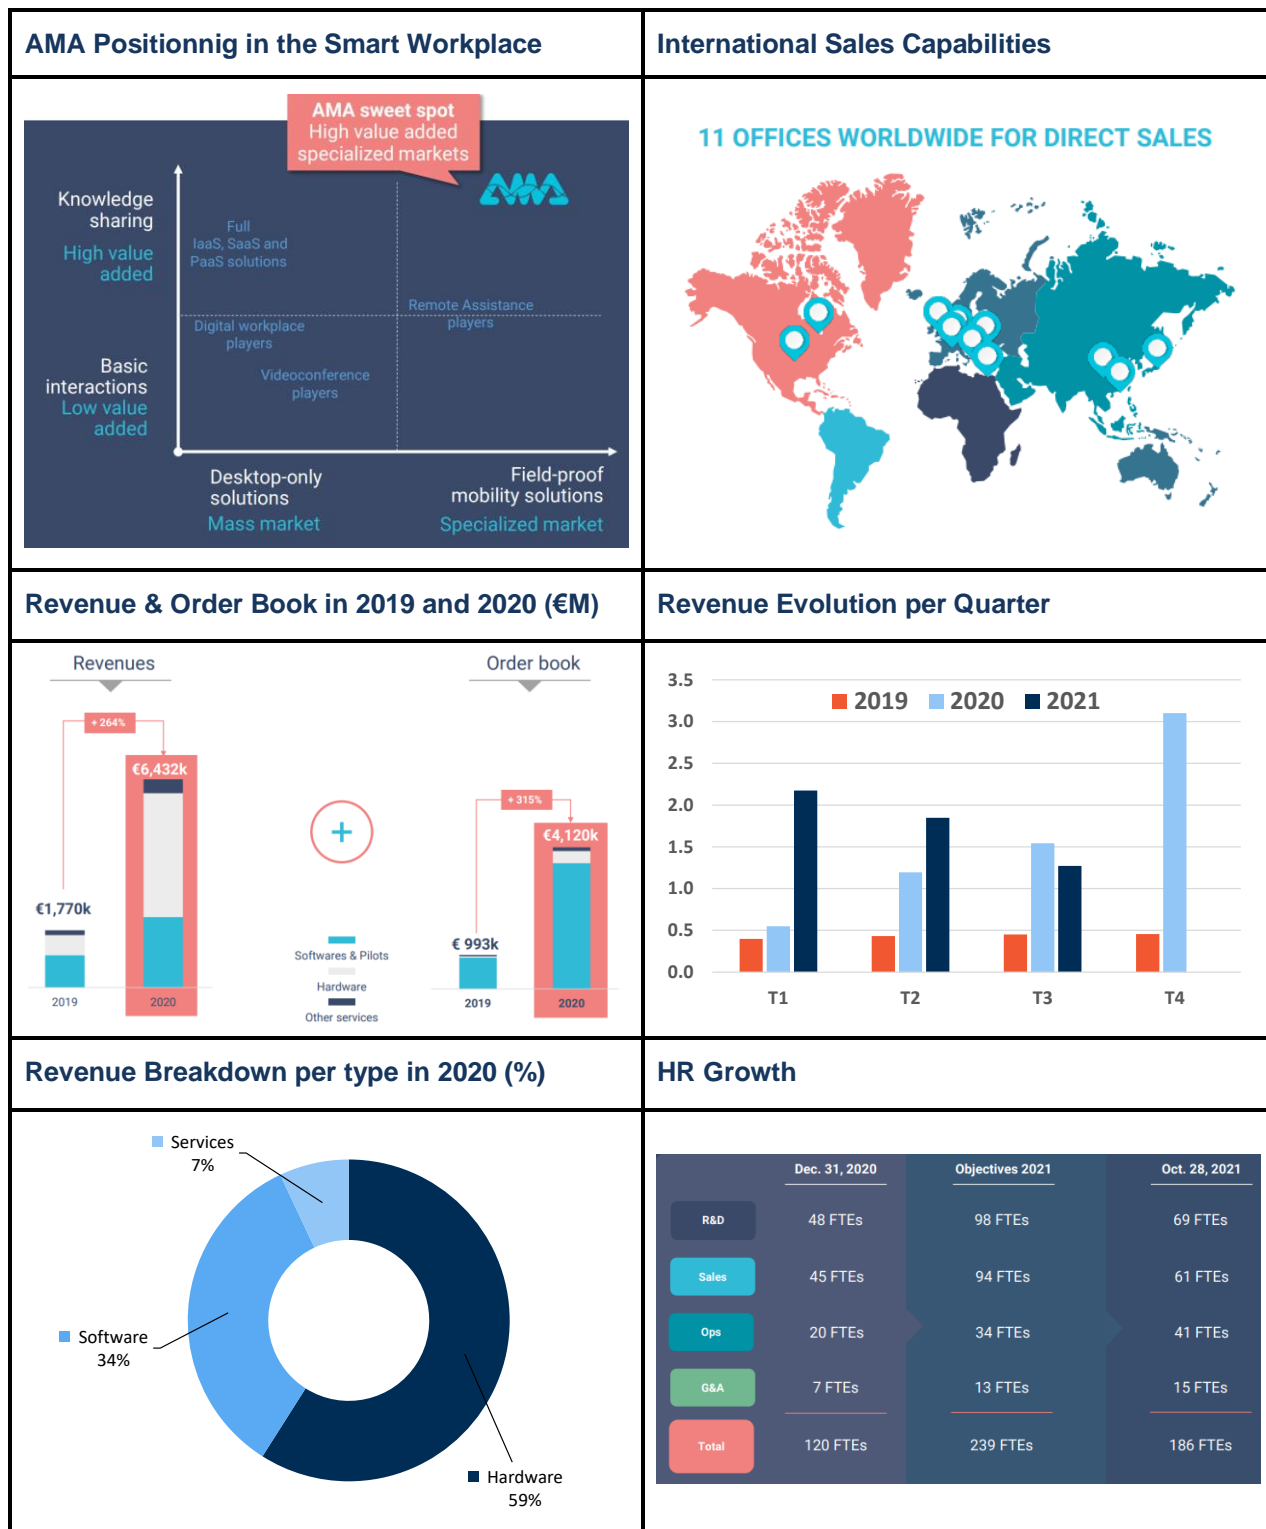 AMA Positionnig in the Smart Workplace
AMA sweet spot
High value added
specialized markets
AMA
Knowledge
sharing
High value
added
Full
IaaS, SaaS and
PaaS solutions
Remote Assistance
players
Digital workplace
players
Videoconference
players
Basic
interactions
Low value
added
Desktop-only
solutions
Mass market
Field-proof
mobility solutions
Specialized market
International Sales Capabilities
11 OFFICES WORLDWIDE FOR DIRECT SALES
Revenue & Order Book in 2019 and 2020 (€M)
Revenues
+ 264%
€6,432k
€1,770k
2019
2020
+
Softwares & Pilots
Hardware
Other services
Order book
+ 315%
€4,120k
€ 993k
2019
2020
Revenue Evolution per Quarter
3.5
3.0
2.5
2.0
1.5
1.0
0.5
0.0
2019 2020 2021
T1 T2 T3 T4
Revenue Breakdown per type in 2020 (%)
Services
7%
Software
34%
Hardware
59%
HR Growth
Dec. 31, 2020 Objectives 2021 Oct. 28, 2021
R&D 48 FTEs 98 FTEs 69 FTEs
Sales 45 FTEs 94 FTEs 61 FTEs
Ops 20 FTEs 34 FTEs 41 FTEs
G&A 7 FTEs 13 FTEs 15 FTEs
Total 120 FTEs 239 FTEs 186 FTEs